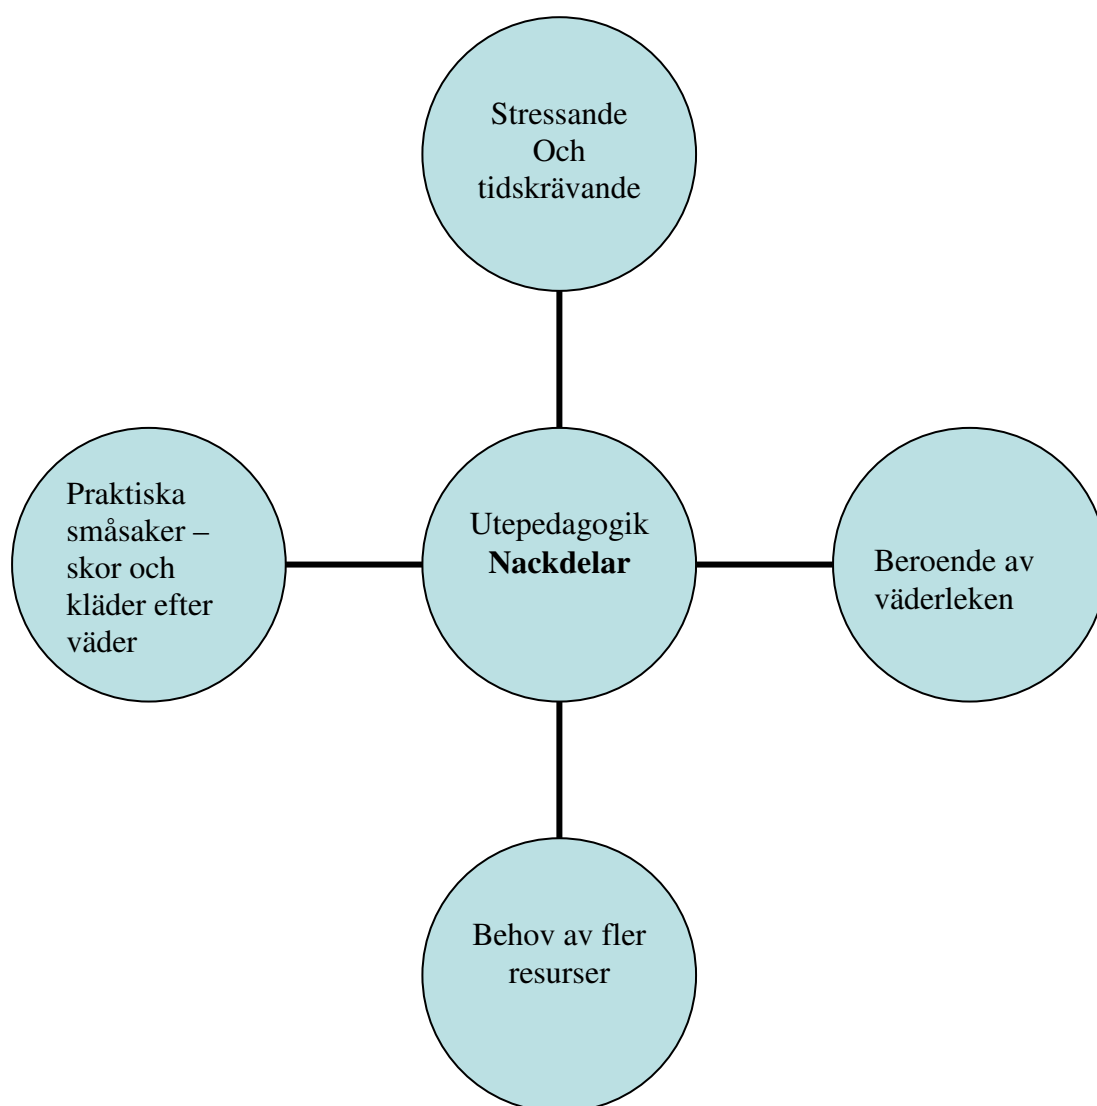 Stressande
Och
tidskrävande
Praktiska
småsaker –
skor och
kläder efter
väder
Utepedagogik
Nackdelar
Beroende av
väderleken
Behov av fler
resurser